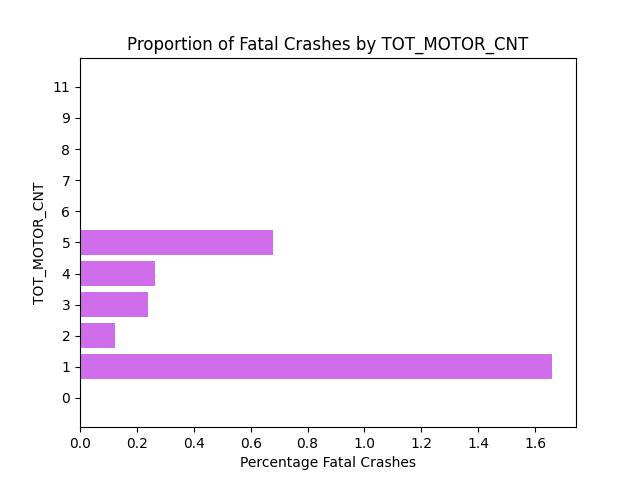 Proportion of Fatal Crashes by TOT_MOTOR_CNT
11
9
8
7
6
5
4
3
2
1
0
TOT_MOTOR_CNT
0.0 0.2 0.4 0.6 0.8 1.0 1.2 1.4 1.6
Percentage Fatal Crashes